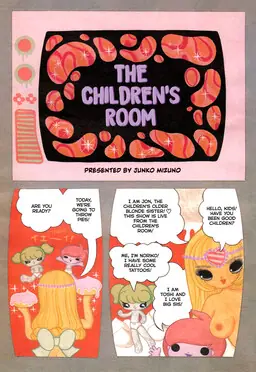 THE
CHILDREN'S
ROOM
PRESENTED BY JUNKO MIZUNO
HELLO, KIDS!
HAVE YOU
BEEN GOOD
CHILDREN?
I AM JON, THE
CHILDREN'S OLDER
BLONDE SISTER! ♡
THIS SHOW IS LIVE
FROM THE
CHILDREN'S
ROOM!
ME, I'M NORIKO! I
HAVE SOME
REALLY COOL
TATTOOS!
I AM
TOSHI AND
I LOVE
BIG SIS!
TODAY,
WE'RE
GOING TO
THROW
PIES!
ARE YOU
READY?